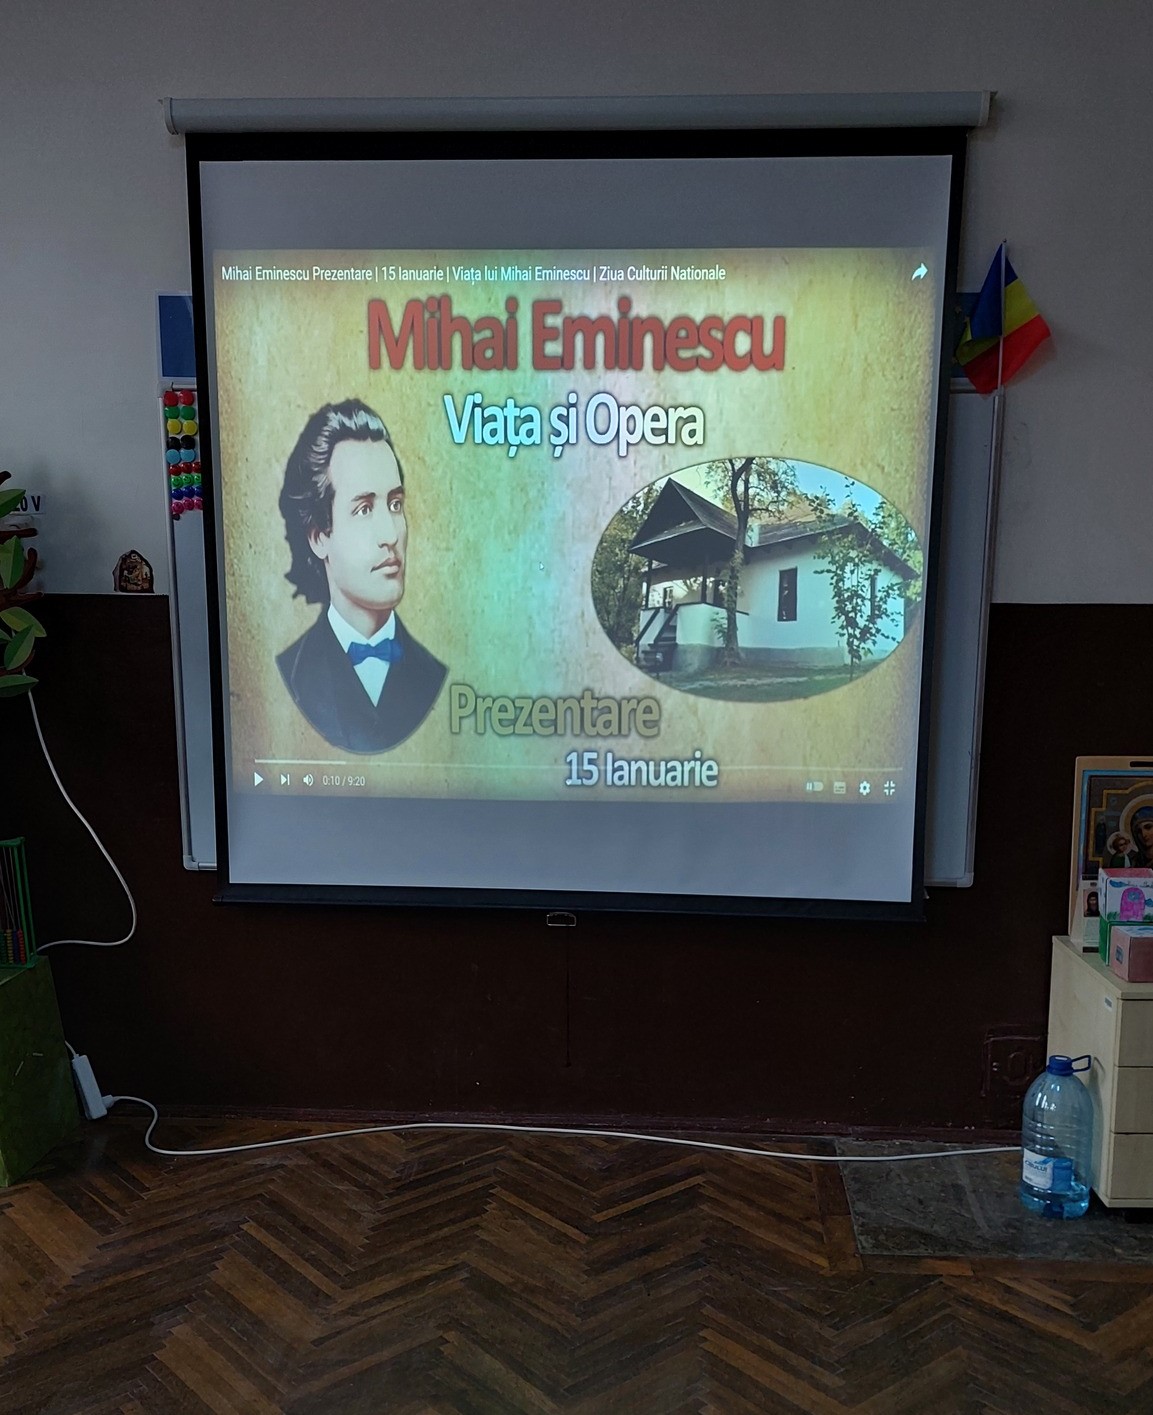 Mihai Eminescu Prezentare | 15 Ianuarie | Viața lui Mihai Eminescu | Ziua Culturii Nationale
Mihai Eminescu
Viața și Opera
Prezentare
15 Ianuarie
0:10 / 9:20